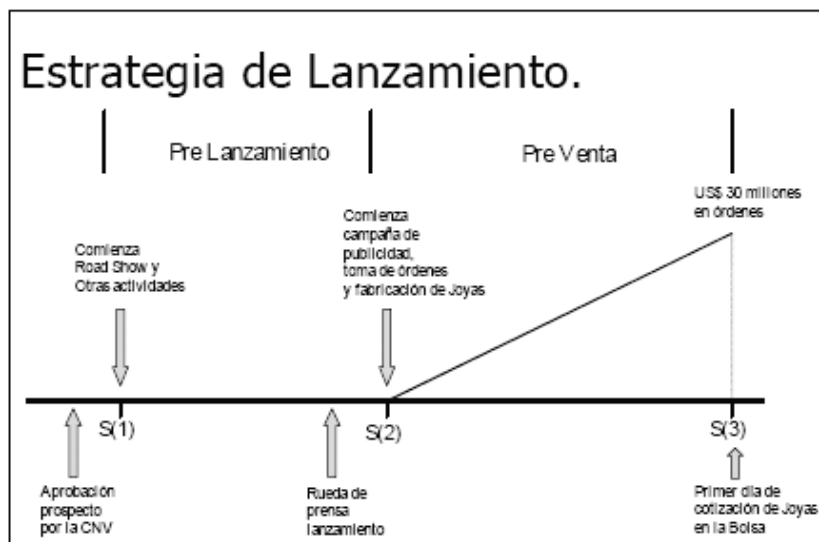 Estrategia de Lanzamiento.
Pre Lanzamiento
Pre Venta
US$ 30 millones
en órdenes
Comienza
campaña de
publicidad,
toma de órdenes
y fabricación de Joyas
Comienza
Road Show y
Otras actividades
S(1)
S(2)
S(3)
Aprobación
prospecto
por la CNV
Rueda de
prensa
lanzamiento
Primer día de
cotización de Joyas
en la Bolsa